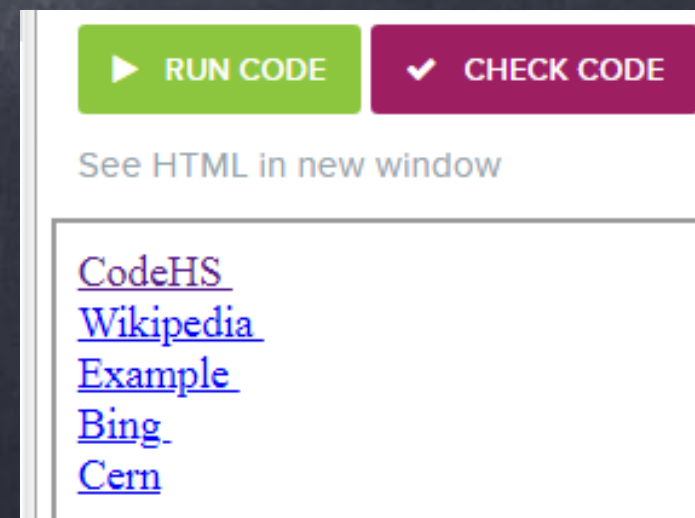 RUN CODE CHECK CODE
See HTML in new window
CodeHS
Wikipedia
Example
Bing
Cern